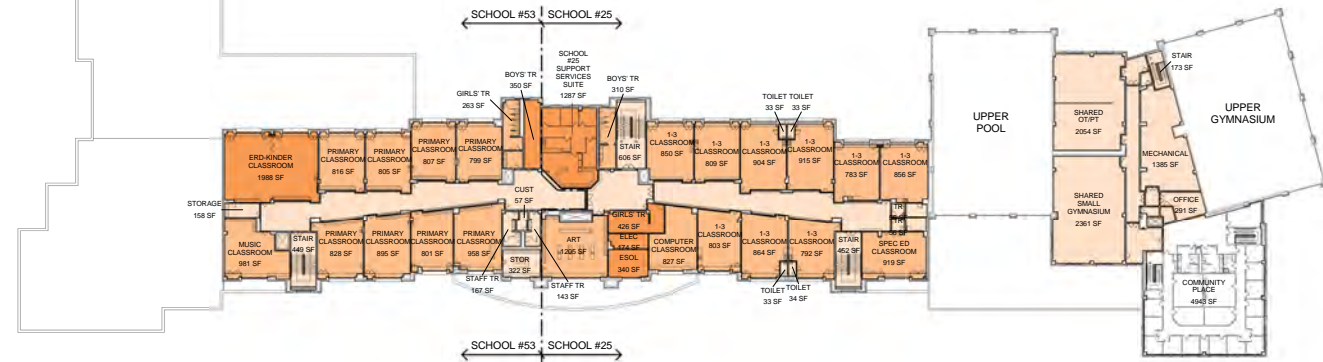 SCHOOL #53 SCHOOL #25
SCHOOL
#25
SUPPORT
SERVICES
SUITE
1287 SF
BOYS' TR
350 SF
GIRLS' TR
263 SF
BOYS' TR
310 SF
STAIR
606 SF
TOILET
33 SF
TOILET
33 SF
ERD-KINDER
CLASSROOM
1988 SF
PRIMARY
CLASSROOM
816 SF
PRIMARY
CLASSROOM
805 SF
PRIMARY
CLASSROOM
807 SF
PRIMARY
CLASSROOM
799 SF
1-3
CLASSROOM
850 SF
1-3
CLASSROOM
809 SF
1-3
CLASSROOM
904 SF
1-3
CLASSROOM
915 SF
1-3
CLASSROOM
783 SF
1-3
CLASSROOM
856 SF
UPPER
POOL
SHARED
OT/PT
2054 SF
STAIR
173 SF
UPPER
GYMNASIUM
MECHANICAL
1385 SF
OFFICE
291 SF
SHARED
SMALL
GYMNASIUM
2361 SF
CUST
57 SF
STORAGE
158 SF
MUSIC
CLASSROOM
981 SF
STAIR
449 SF
PRIMARY
CLASSROOM
828 SF
PRIMARY
CLASSROOM
895 SF
PRIMARY
CLASSROOM
801 SF
PRIMARY
CLASSROOM
958 SF
STOR
322 SF
ART
1205 SF
GIRLS' TR
426 SF
ELEC
174 SF
ESOL
340 SF
COMPUTER
CLASSROOM
827 SF
1-3
CLASSROOM
803 SF
1-3
CLASSROOM
864 SF
1-3
CLASSROOM
792 SF
STAIR
452 SF
TR
TR
SPEC ED
CLASSROOM
919 SF
STAFF TR
167 SF
STAFF TR
143 SF
TOILET
33 SF
TOILET
34 SF
COMMUNITY
PLACE
4943 SF
SCHOOL #53 SCHOOL #25